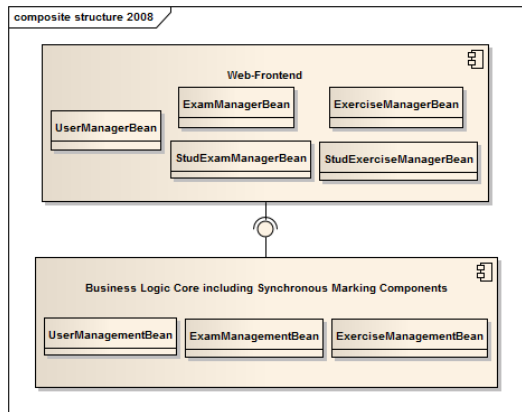 composite structure 2008
Web-Frontend
ExamManagerBean
ExerciseManagerBean
UserManagerBean
StudExamManagerBean
StudExerciseManagerBean
Business Logic Core including Synchronous Marking Components
UserManagementBean
ExamManagementBean
ExerciseManagementBean